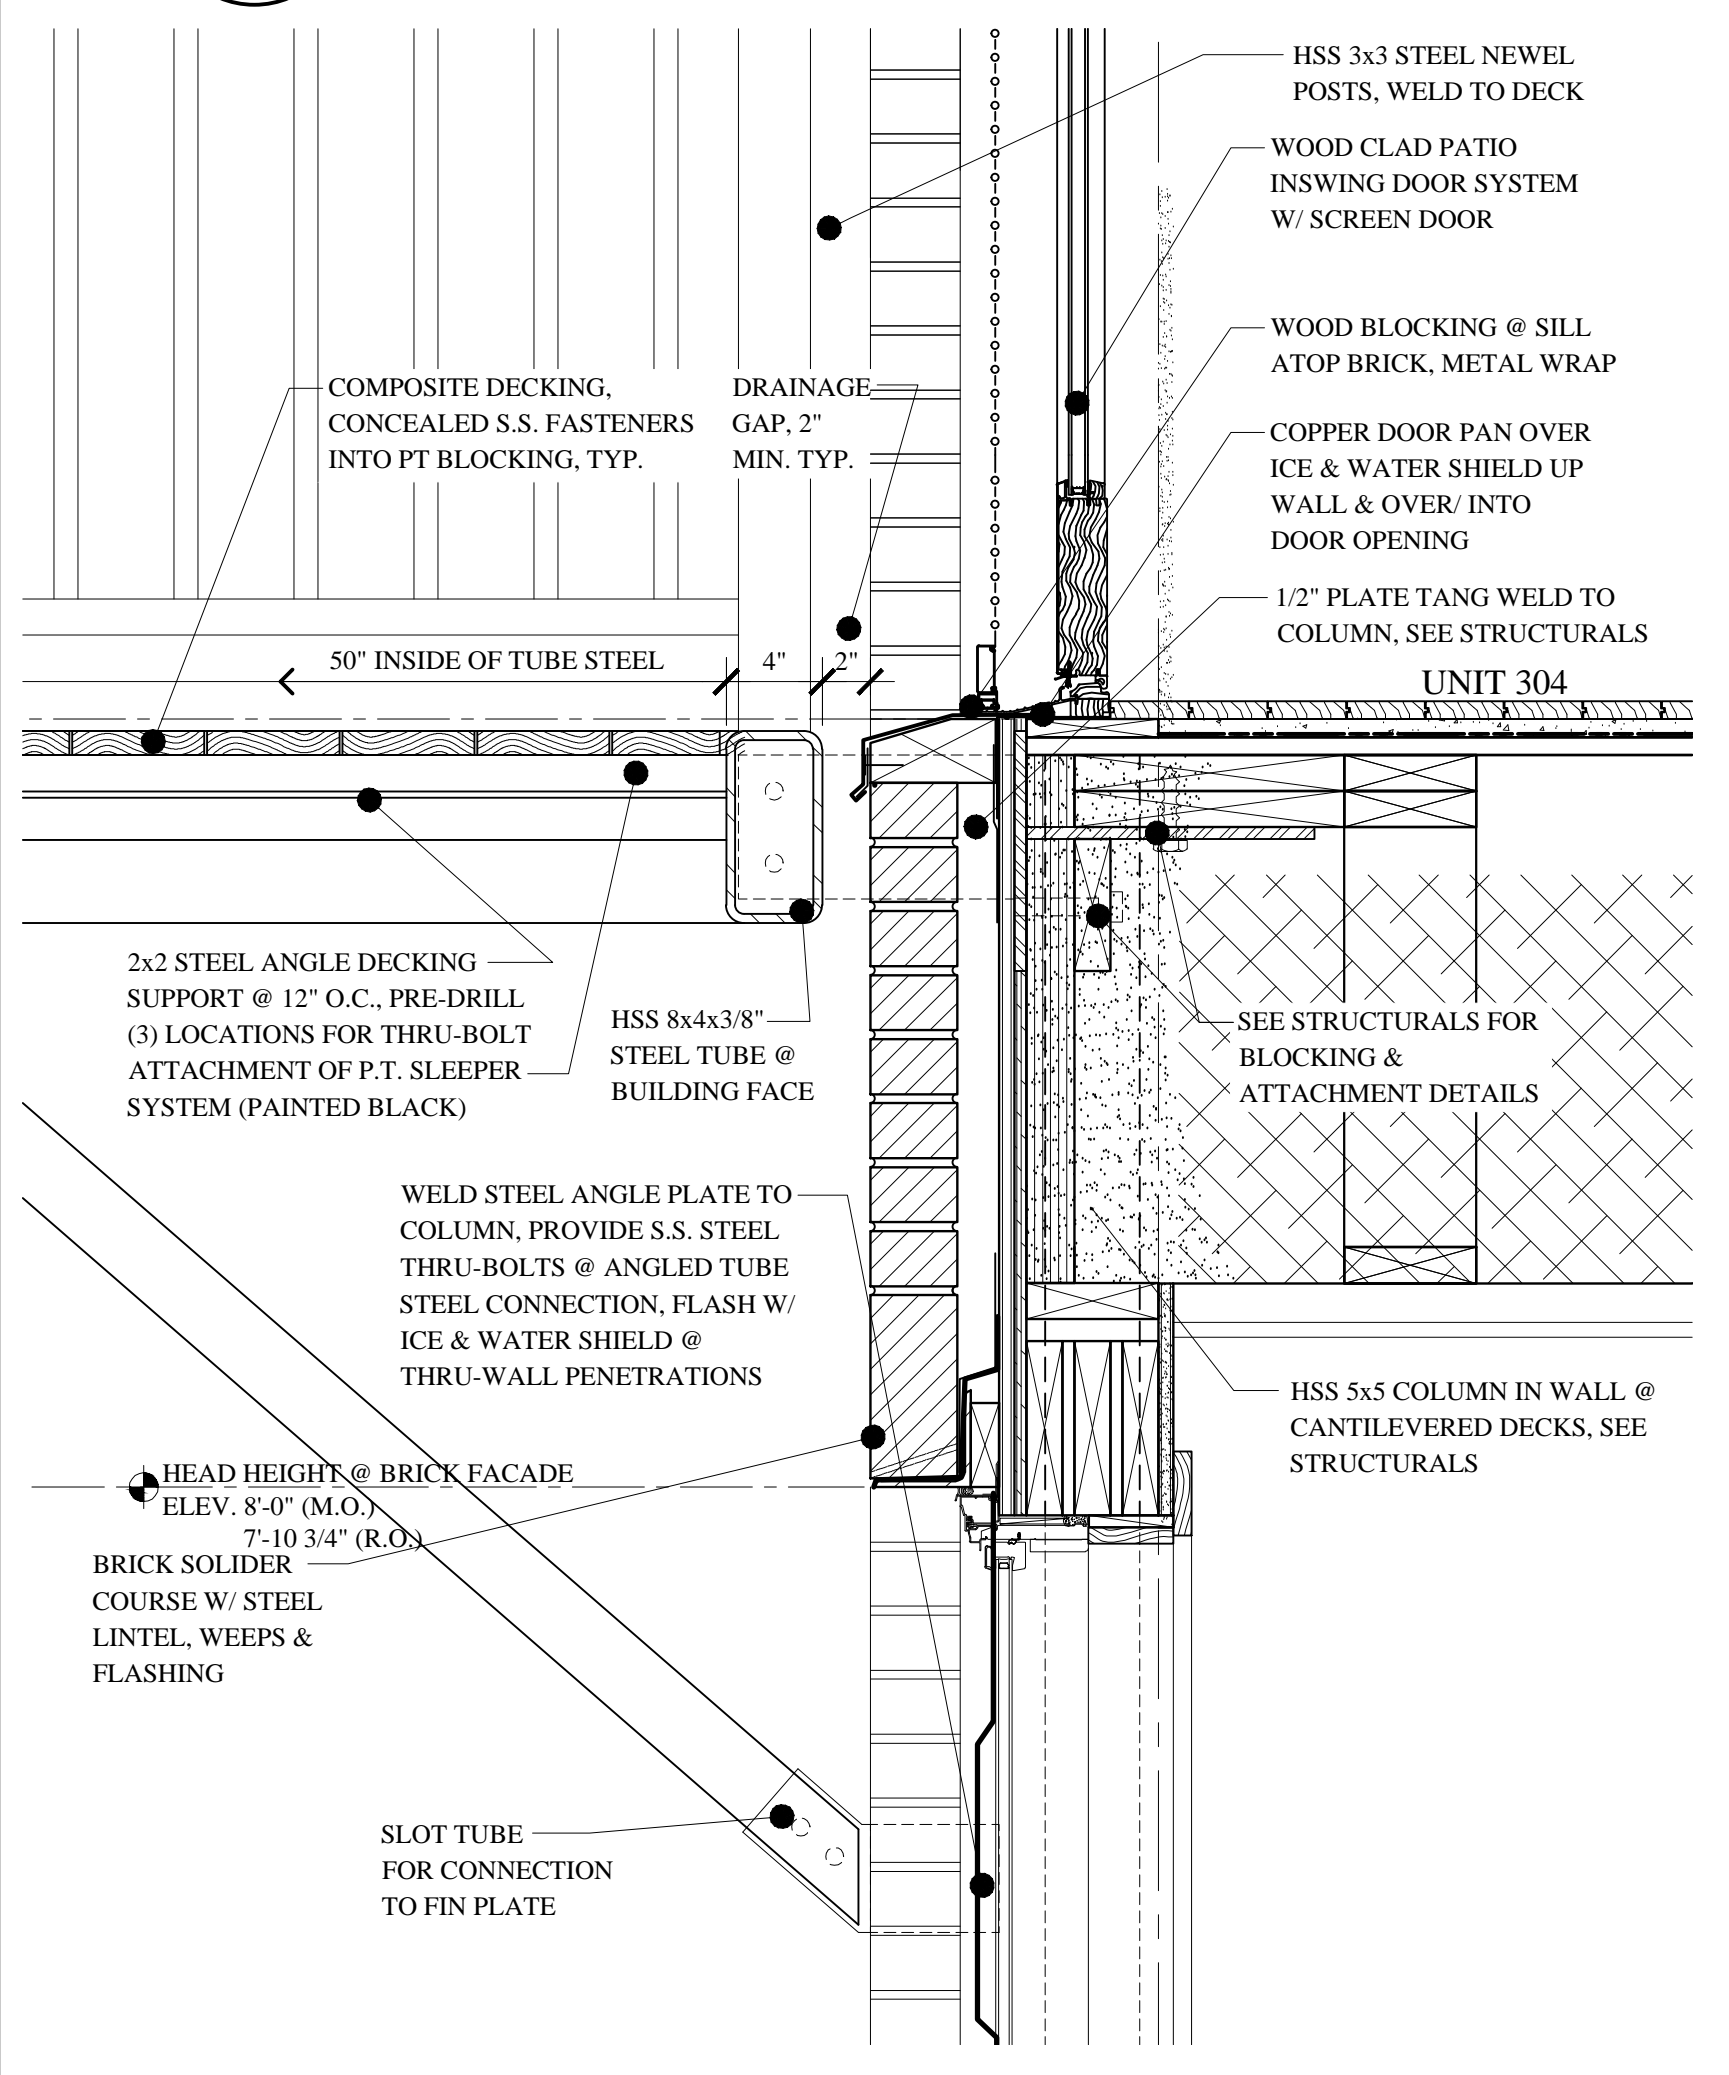 HSS 3x3 STEEL NEWEL
POSTS, WELD TO DECK
WOOD CLAD PATIO
INSWING DOOR SYSTEM
W/ SCREEN DOOR
WOOD BLOCKING @ SILL
ATOP BRICK, METAL WRAP
COMPOSITE DECKING,
CONCEALED S.S. FASTENERS
INTO PT BLOCKING, TYP.
DRAINAGE
GAP, 2"
MIN. TYP.
COPPER DOOR PAN OVER
ICE & WATER SHIELD UP
WALL & OVER/ INTO
DOOR OPENING
1/2" PLATE TANG WELD TO
COLUMN, SEE STRUCTURALS
50" INSIDE OF TUBE STEEL
4"
2"
UNIT 304
2x2 STEEL ANGLE DECKING
SUPPORT @ 12" O.C., PRE-DRILL
(3) LOCATIONS FOR THRU-BOLT
ATTACHMENT OF P.T. SLEEPER
SYSTEM (PAINTED BLACK)
HSS 8x4x3/8"
STEEL TUBE @
BUILDING FACE
SEE STRUCTURALS FOR
BLOCKING &
ATTACHMENT DETAILS
WELD STEEL ANGLE PLATE TO
COLUMN, PROVIDE S.S. STEEL
THRU-BOLTS @ ANGLED TUBE
STEEL CONNECTION, FLASH W/
ICE & WATER SHIELD @
THRU-WALL PENETRATIONS
HSS 5x5 COLUMN IN WALL @
CANTILEVERED DECKS, SEE
STRUCTURALS
HEAD HEIGHT @ BRICK FACADE
ELEV. 8'-0" (M.O.)
7'-10 3/4" (R.O.)
BRICK SOLIDER
COURSE W/ STEEL
LINTEL, WEEPS &
FLASHING
SLOT TUBE
FOR CONNECTION
TO FIN PLATE